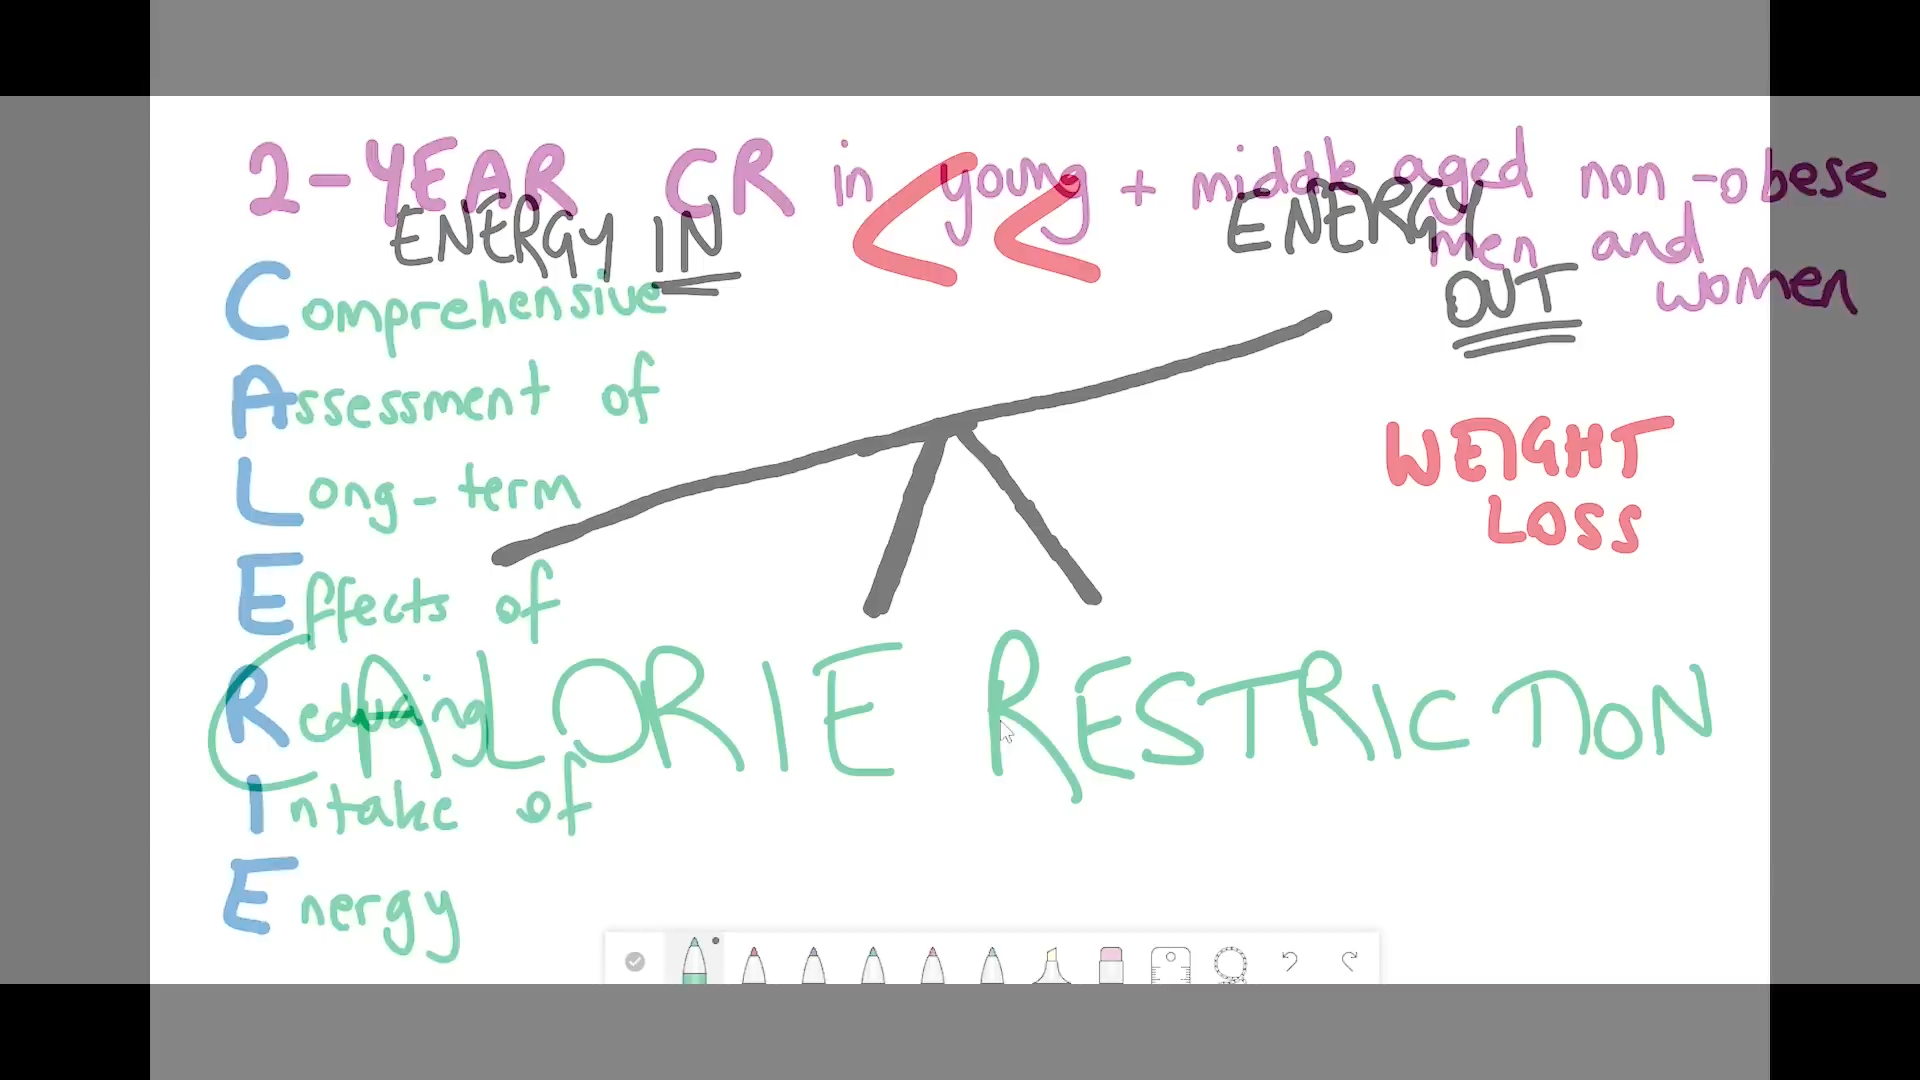 2-YEAR CR in young + middle aged non-obese
men and
women
ENERGY IN << ENERGY
OUT
Comprehensive
Assessment of
Long-term
Effects of
Reducing
Intake of
Energy
WEIGHT
LOSS
CALORIE RESTRICTION